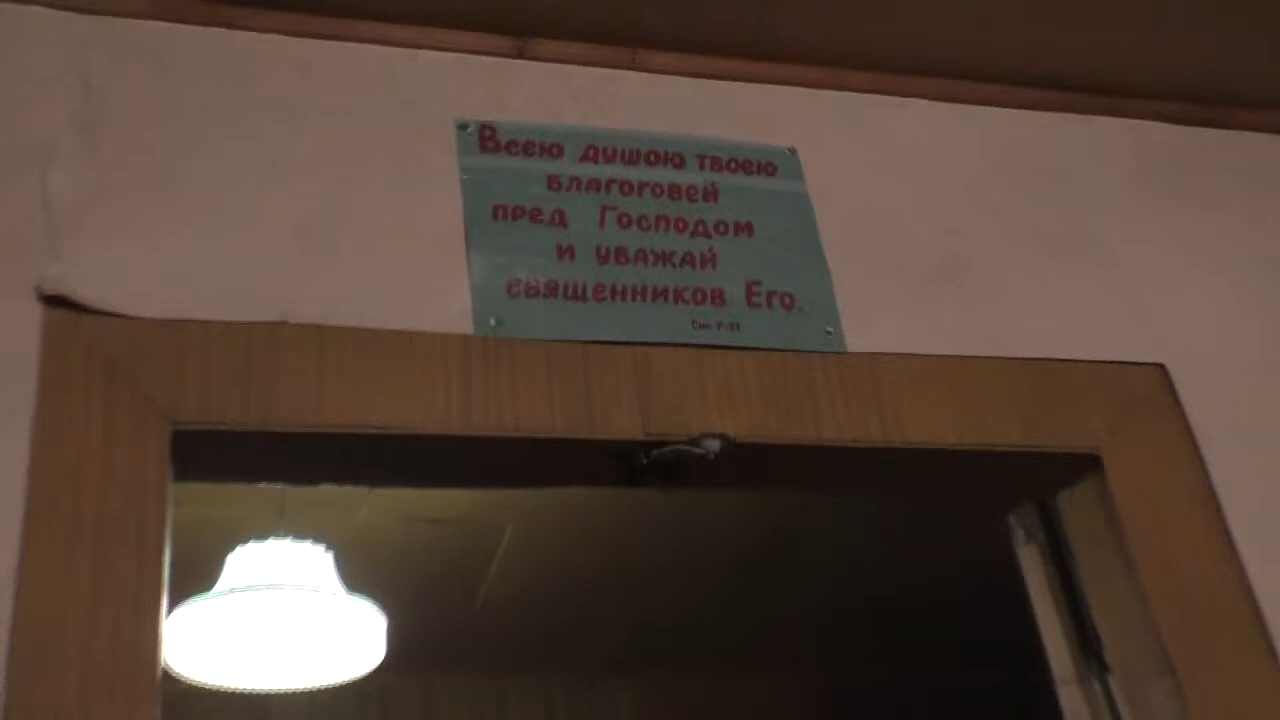 Всею душою твоею
благоговей
пред Господом
и уважай
священников Его.